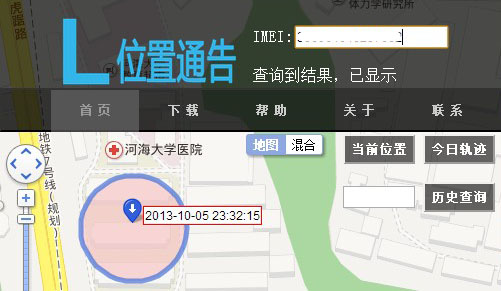 体力学研究所
虎踞路
位置通告
IMEI:
查询到结果，已显示
首页
下载
帮助
关于
联系
地铁7号线(规划)
河海大学医院
地图
混合
当前位置
今日轨迹
2013-10-05 23:32:15
历史查询